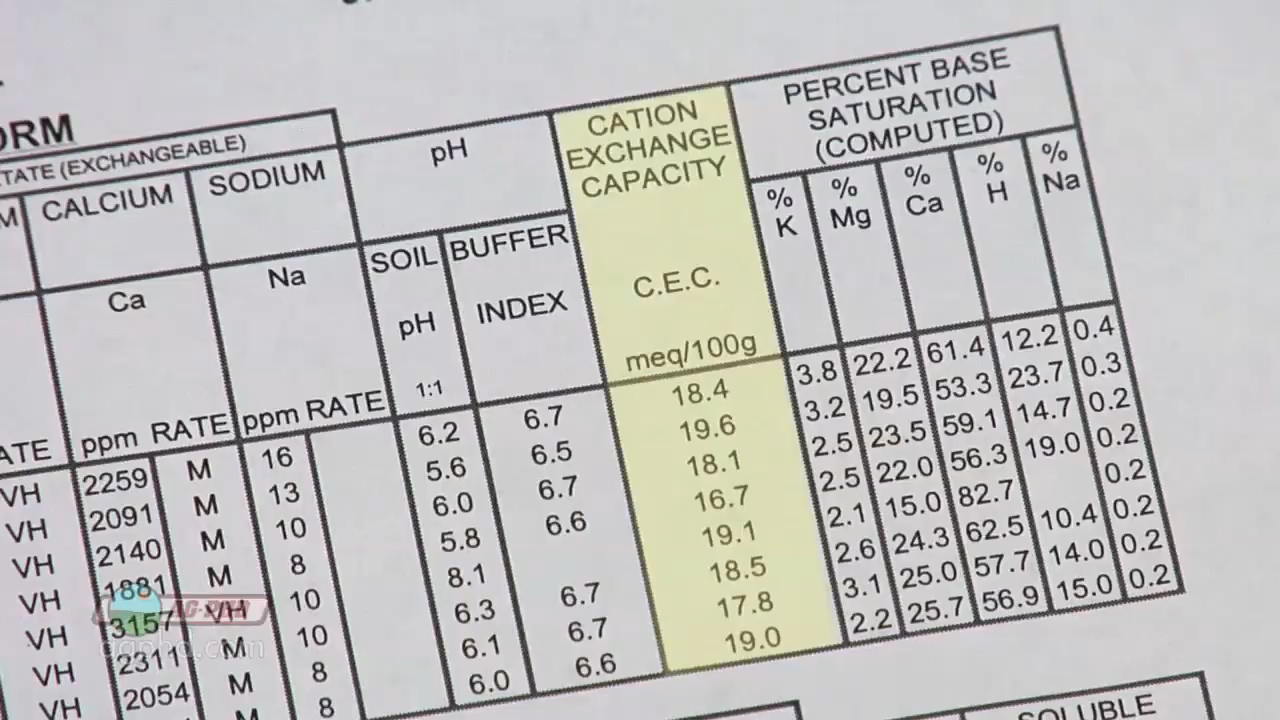 ORM
TATE (EXCHANGEABLE)
M
CALCIUM
SODIUM
pH
CATION
EXCHANGE
CAPACITY
PERCENT BASE
SATURATION
(COMPUTED)
Ca
Na
SOIL
pH
1:1
BUFFER
INDEX
C.E.C.
meq/100g
%
K
%
Mg
%
Ca
%
H
%
Na
ATE ppm RATE ppm RATE
VH 2259 M 16 6.2 6.7 18.4 3.8 22.2 61.4 12.2 0.4
VH 2091 M 13 5.6 6.5 19.6 3.2 19.5 53.3 23.7 0.3
VH 2140 M 10 6.0 6.7 18.1 2.5 23.5 59.1 14.7 0.2
VH 1881 M 8 5.8 6.6 16.7 2.5 22.0 56.3 19.0 0.2
VH 3157 VH 10 8.1 19.1 2.1 15.0 82.7 0.2
VH 2311 M 10 6.3 6.7 18.5 2.6 24.3 62.5 10.4 0.2
VH 2054 M 8 6.1 6.7 17.8 3.1 25.0 57.7 14.0 0.2
8 6.0 6.6 19.0 2.2 25.7 56.9 15.0 0.2
AG-PHD
agphd.com
SOLUBLE